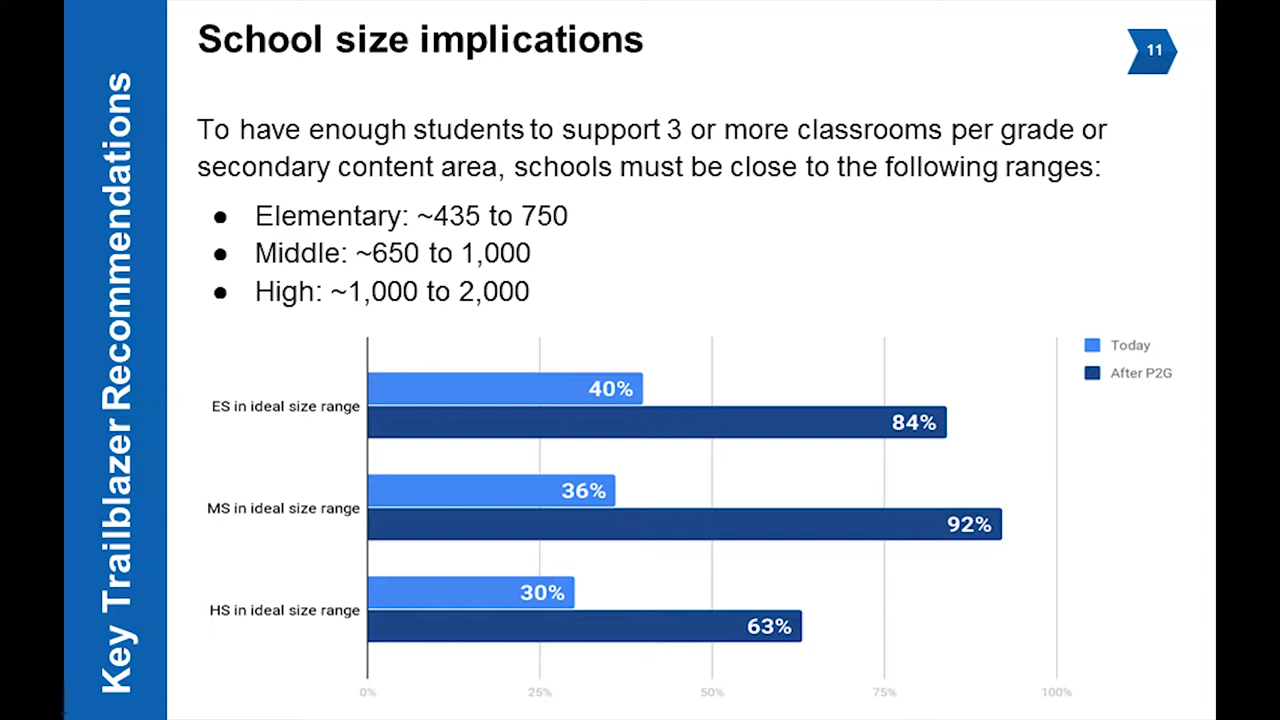 Key Trailblazer Recommendations
School size implications
11
To have enough students to support 3 or more classrooms per grade or
secondary content area, schools must be close to the following ranges:
● Elementary: ~435 to 750
● Middle: ~650 to 1,000
● High: ~1,000 to 2,000
Today
After P2G
ES in ideal size range
40%
84%
MS in ideal size range
36%
92%
HS in ideal size range
30%
63%
0% 25% 50% 75% 100%